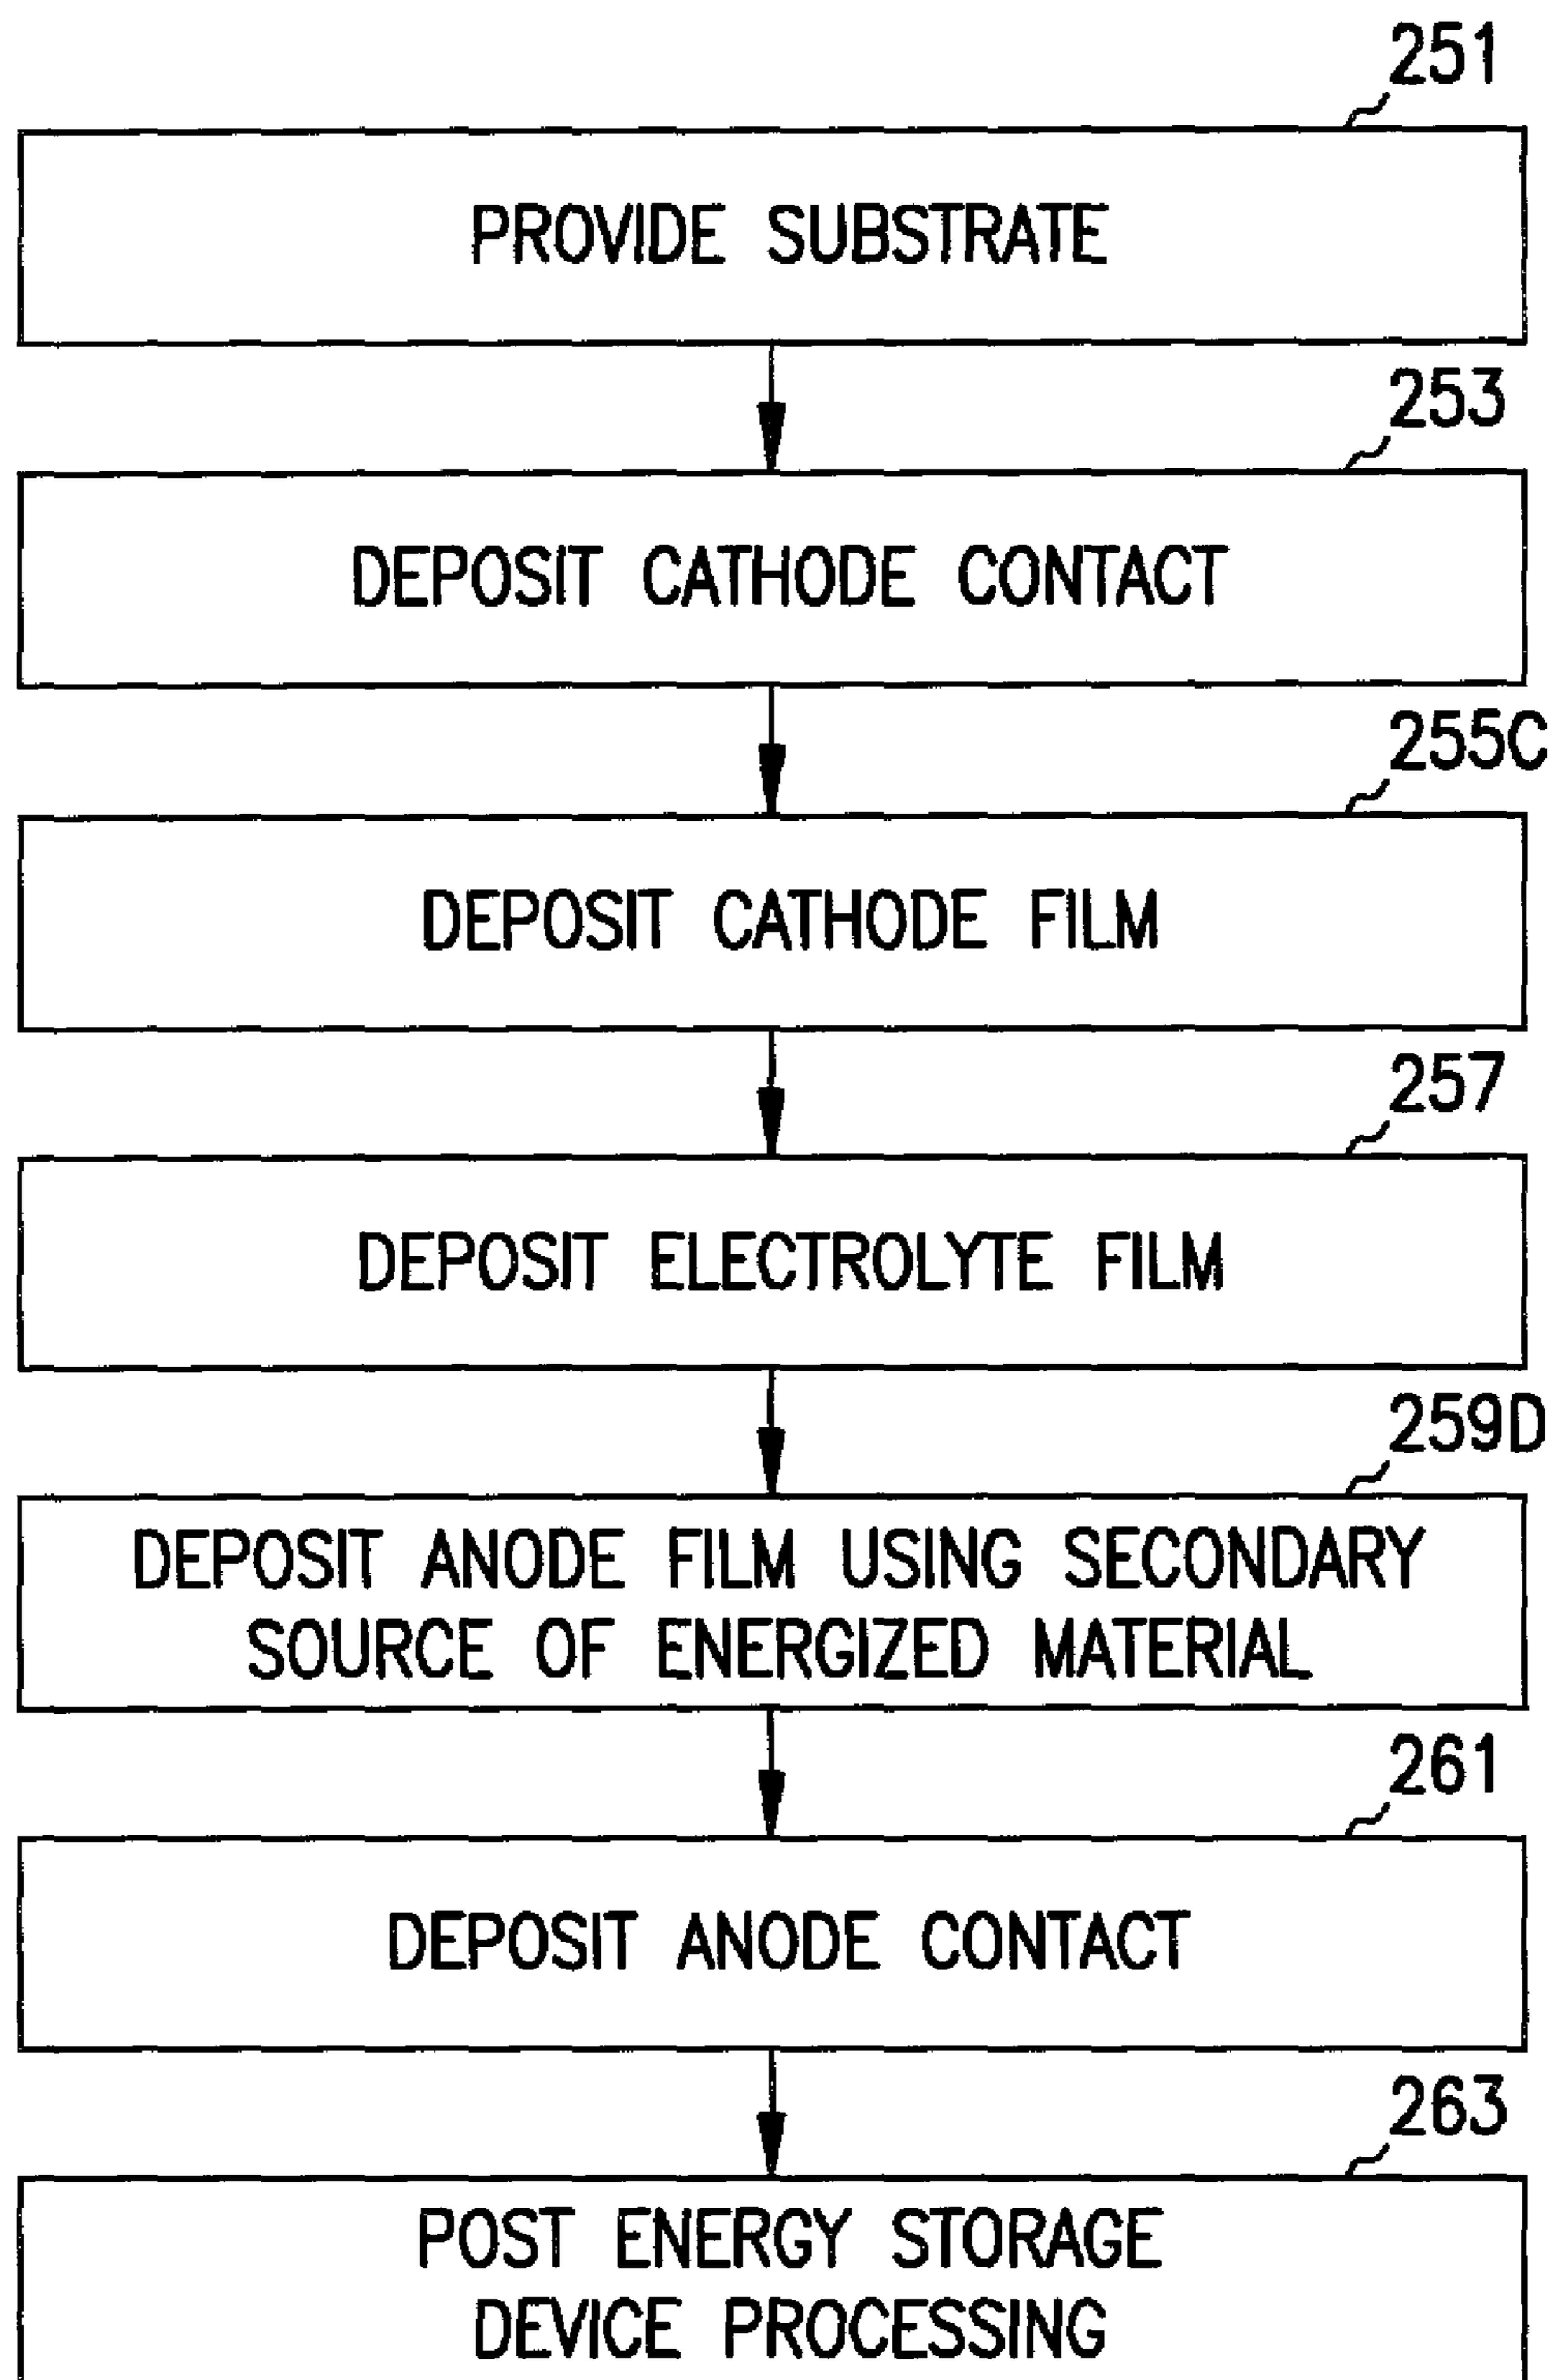 251
PROVIDE SUBSTRATE
253
DEPOSIT CATHODE CONTACT
255C
DEPOSIT CATHODE FILM
257
DEPOSIT ELECTROLYTE FILM
259D
DEPOSIT ANODE FILM USING SECONDARY
SOURCE OF ENERGIZED MATERIAL
261
DEPOSIT ANODE CONTACT
263
POST ENERGY STORAGE
DEVICE PROCESSING